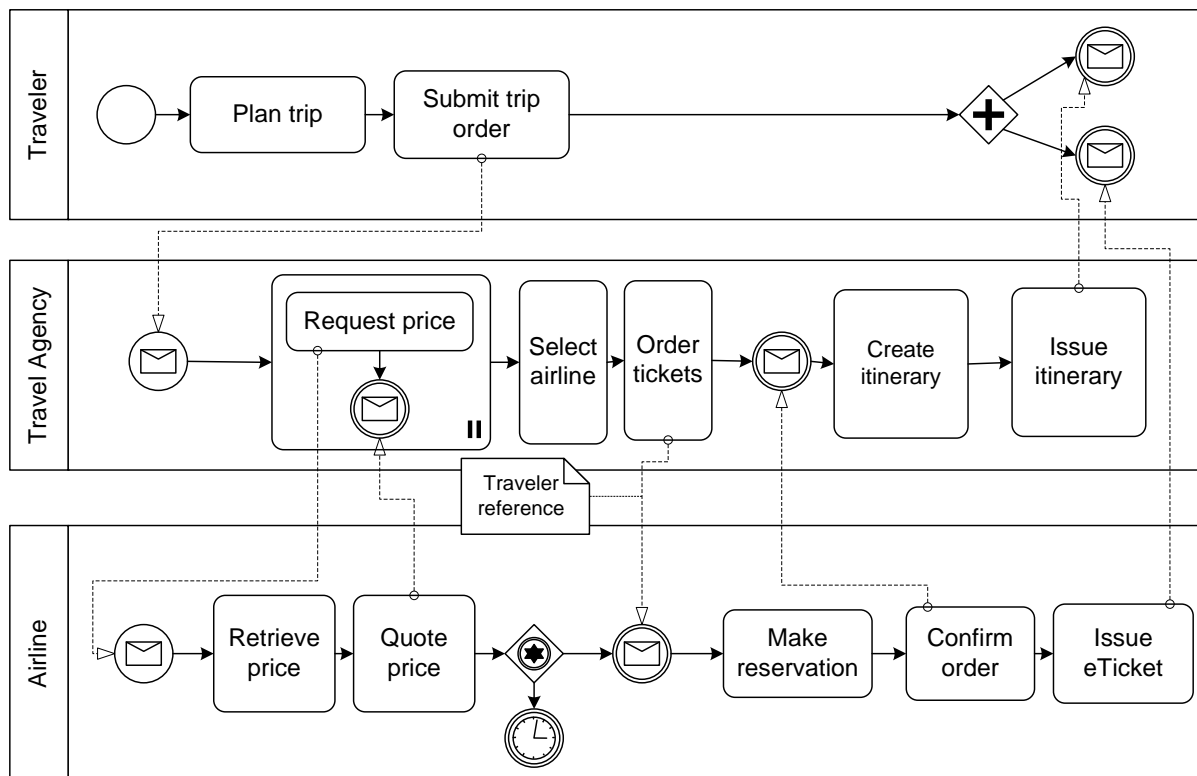 Traveler
Plan trip
Submit trip
order
Travel Agency
Request price
Select
airline
Order
tickets
Create
itinerary
Issue
itinerary
Traveler
reference
Airline
Retrieve
price
Quote
price
Make
reservation
Confirm
order
Issue
eTicket